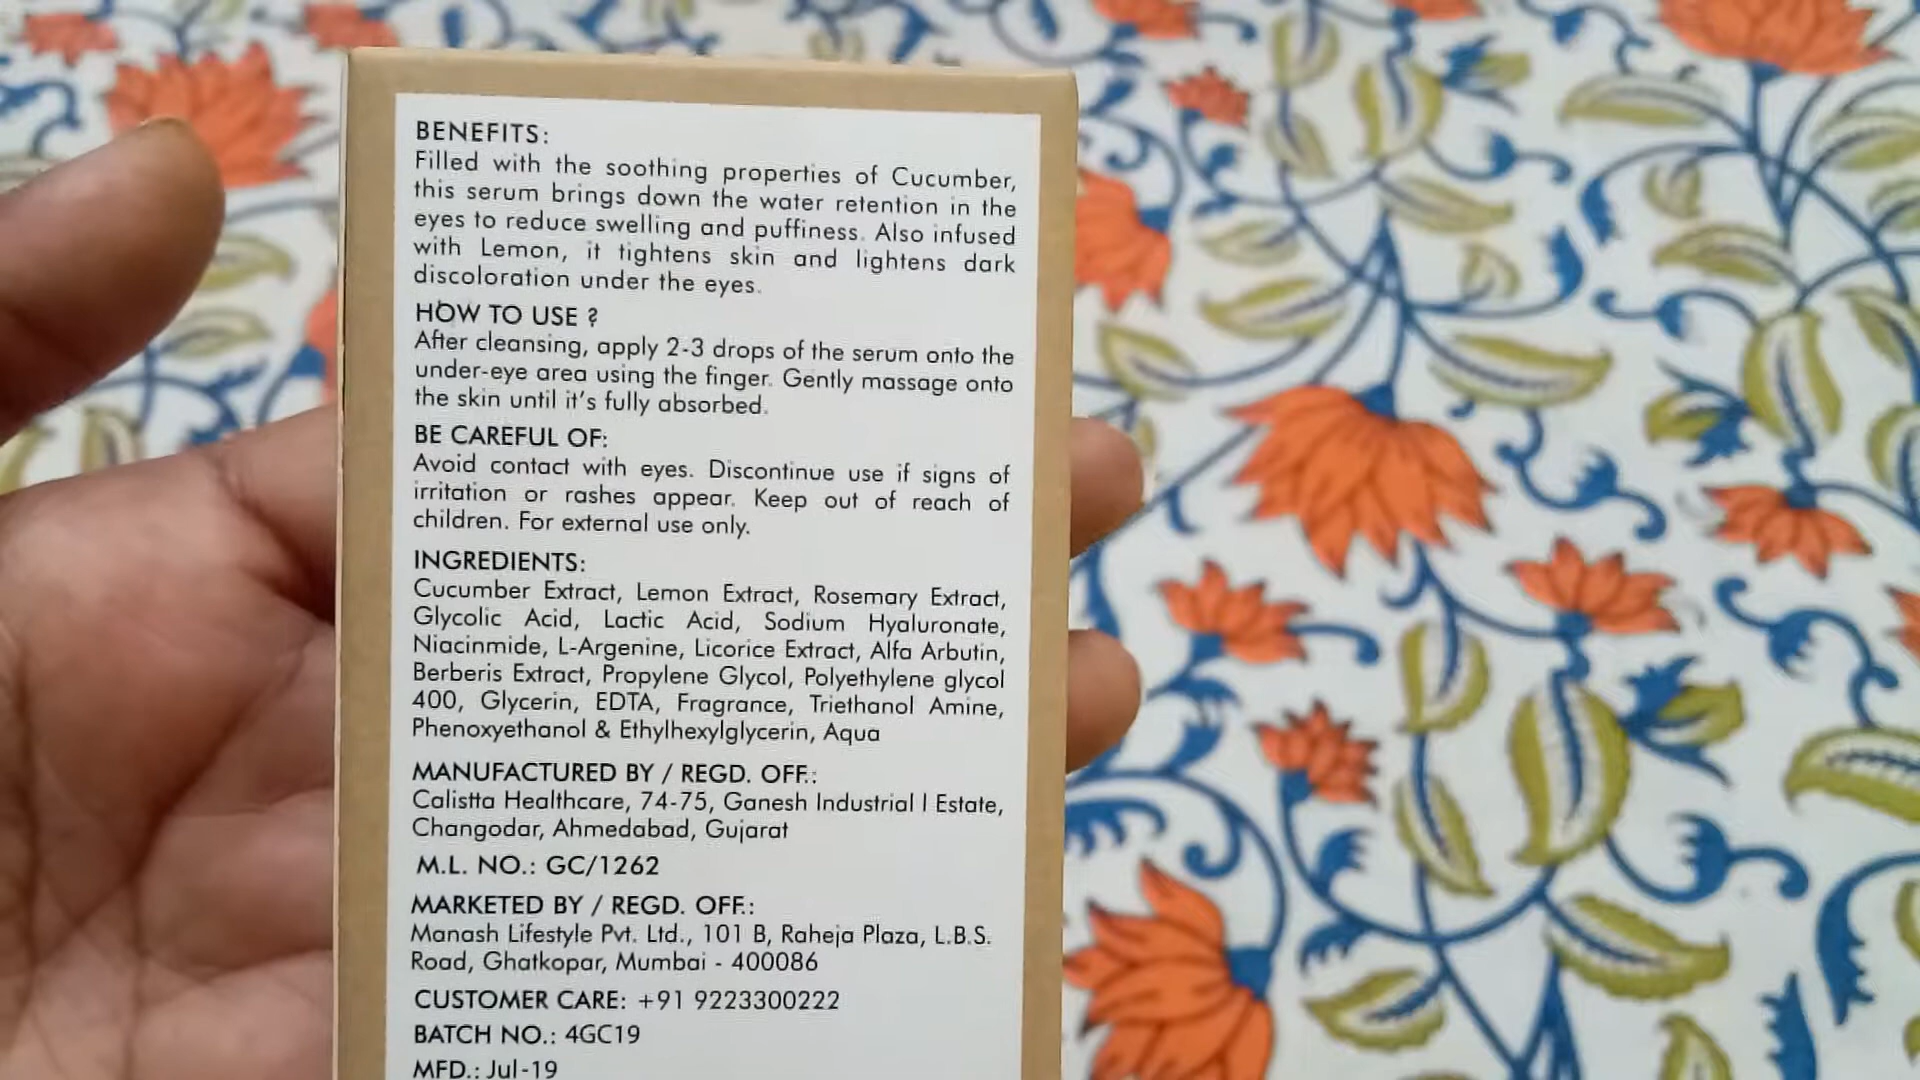 BENEFITS:
Filled with the soothing properties of Cucumber,
this serum brings down the water retention in the
eyes to reduce swelling and puffiness. Also infused
with Lemon, it tightens skin and lightens dark
discoloration under the eyes.
HOW TO USE ?
After cleansing, apply 2-3 drops of the serum onto the
under-eye area using the finger. Gently massage onto
the skin until it's fully absorbed.
BE CAREFUL OF:
Avoid contact with eyes. Discontinue use if signs of
irritation or rashes appear. Keep out of reach of
children. For external use only.
INGREDIENTS:
Cucumber Extract, Lemon Extract, Rosemary Extract,
Glycolic Acid, Lactic Acid, Sodium Hyaluronate,
Niacinmide, L-Argenine, Licorice Extract, Alfa Arbutin,
Berberis Extract, Propylene Glycol, Polyethylene glycol
400, Glycerin, EDTA, Fragrance, Triethanol Amine,
Phenoxyethanol & Ethylhexylglycerin, Aqua
MANUFACTURED BY / REGD. OFF.:
Calistta Healthcare, 74-75, Ganesh Industrial I Estate,
Changodar, Ahmedabad, Gujarat
M.L. NO.: GC/1262
MARKETED BY / REGD. OFF.:
Manash Lifestyle Pvt. Ltd., 101 B, Raheja Plaza, L.B.S.
Road, Ghatkopar, Mumbai - 400086
CUSTOMER CARE: +91 9223300222
BATCH NO.: 4GC19
MFD.: Jul-19